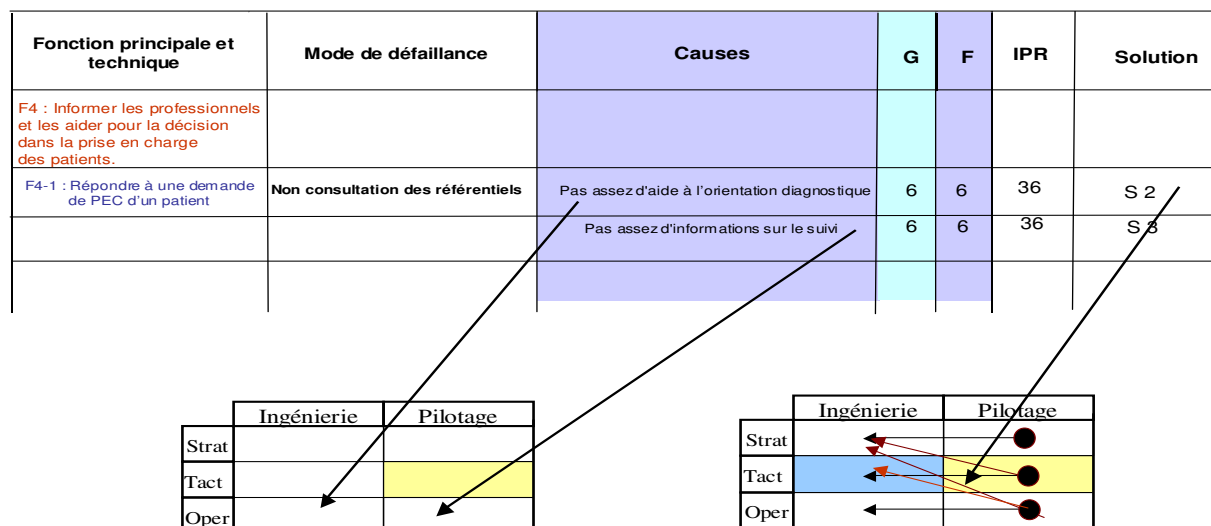 Fonction principale et
technique
Mode de défaillance
Causes
G
F
IPR
Solution
F4 : Informer les professionnels
et les aider pour la décision
dans la prise en charge
des patients.
F4-1 : Répondre à une demande
de PEC d'un patient
Non consultation des référentiels
Pas assez d'aide à l'orientation diagnostique
6
6
36
S 2
Pas assez d'informations sur le suivi
6
6
36
S 3
Ingénierie
Pilotage
Strat
Tact
Oper
Ingénierie
Pilotage
Strat
Tact
Oper